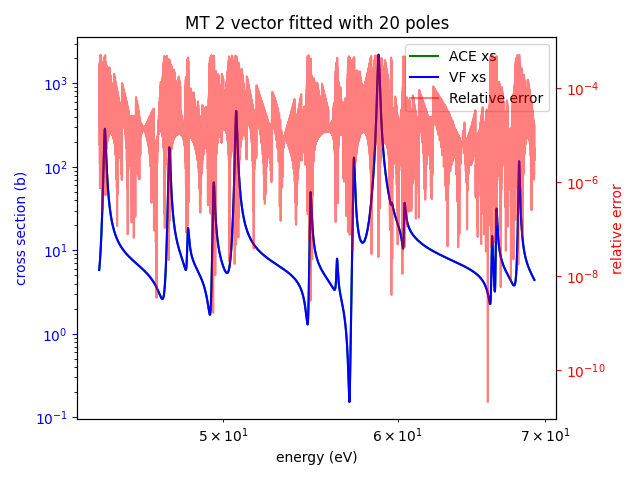 MT 2 vector fitted with 20 poles
ACE xs
VF xs
Relative error
cross section (b)
10³
10²
10¹
10⁰
10⁻¹
relative error
10⁻⁴
10⁻⁶
10⁻⁸
10⁻¹⁰
5 × 10¹
6 × 10¹
7 × 10¹
energy (eV)